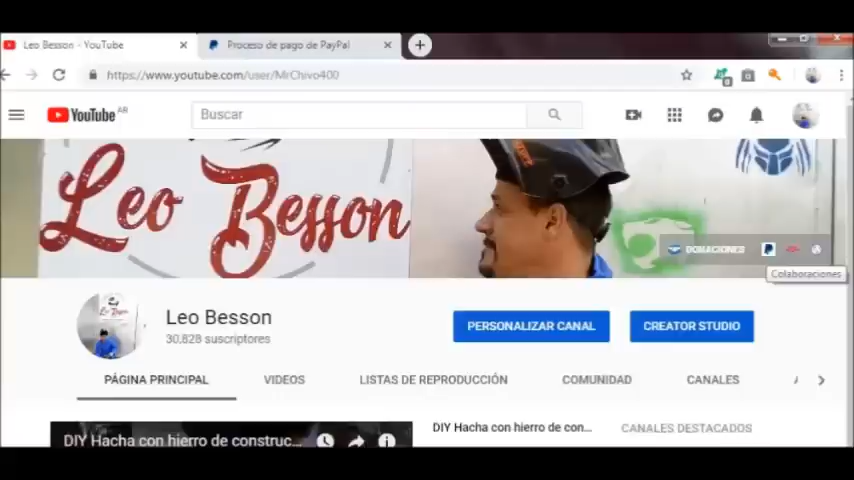 Leo Besson - YouTube
Proceso de pago de PayPal
https://www.youtube.com/user/MrChivo400
YouTube AR
Buscar
Leo Besson
DONACIONES
Colaboraciones
Leo Besson
30.828 suscriptores
PERSONALIZAR CANAL
CREATOR STUDIO
PÁGINA PRINCIPAL
VIDEOS
LISTAS DE REPRODUCCIÓN
COMUNIDAD
CANALES
DIY Hacha con hierro de construc...
DIY Hacha con hierro de con...
CANALES DESTACADOS